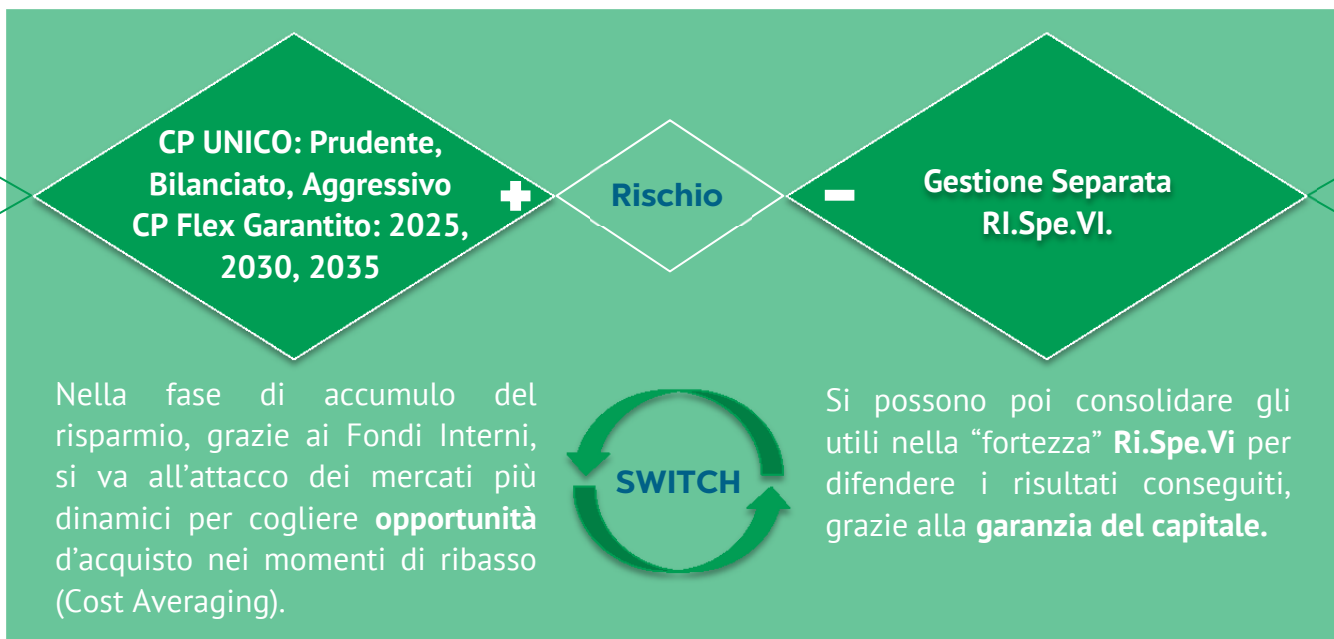 CP UNICO: Prudente,
Bilanciato, Aggressivo
CP Flex Garantito: 2025,
2030, 2035
+
Rischio
-
Gestione Separata
RI.Spe.VI.
Nella fase di accumulo del
risparmio, grazie ai Fondi Interni,
si va all’attacco dei mercati più
dinamici per cogliere opportunità
d’acquisto nei momenti di ribasso
(Cost Averaging).
SWITCH
Si possono poi consolidare gli
utili nella “fortezza” Ri.Spe.Vi per
difendere i risultati conseguiti,
grazie alla garanzia del capitale.